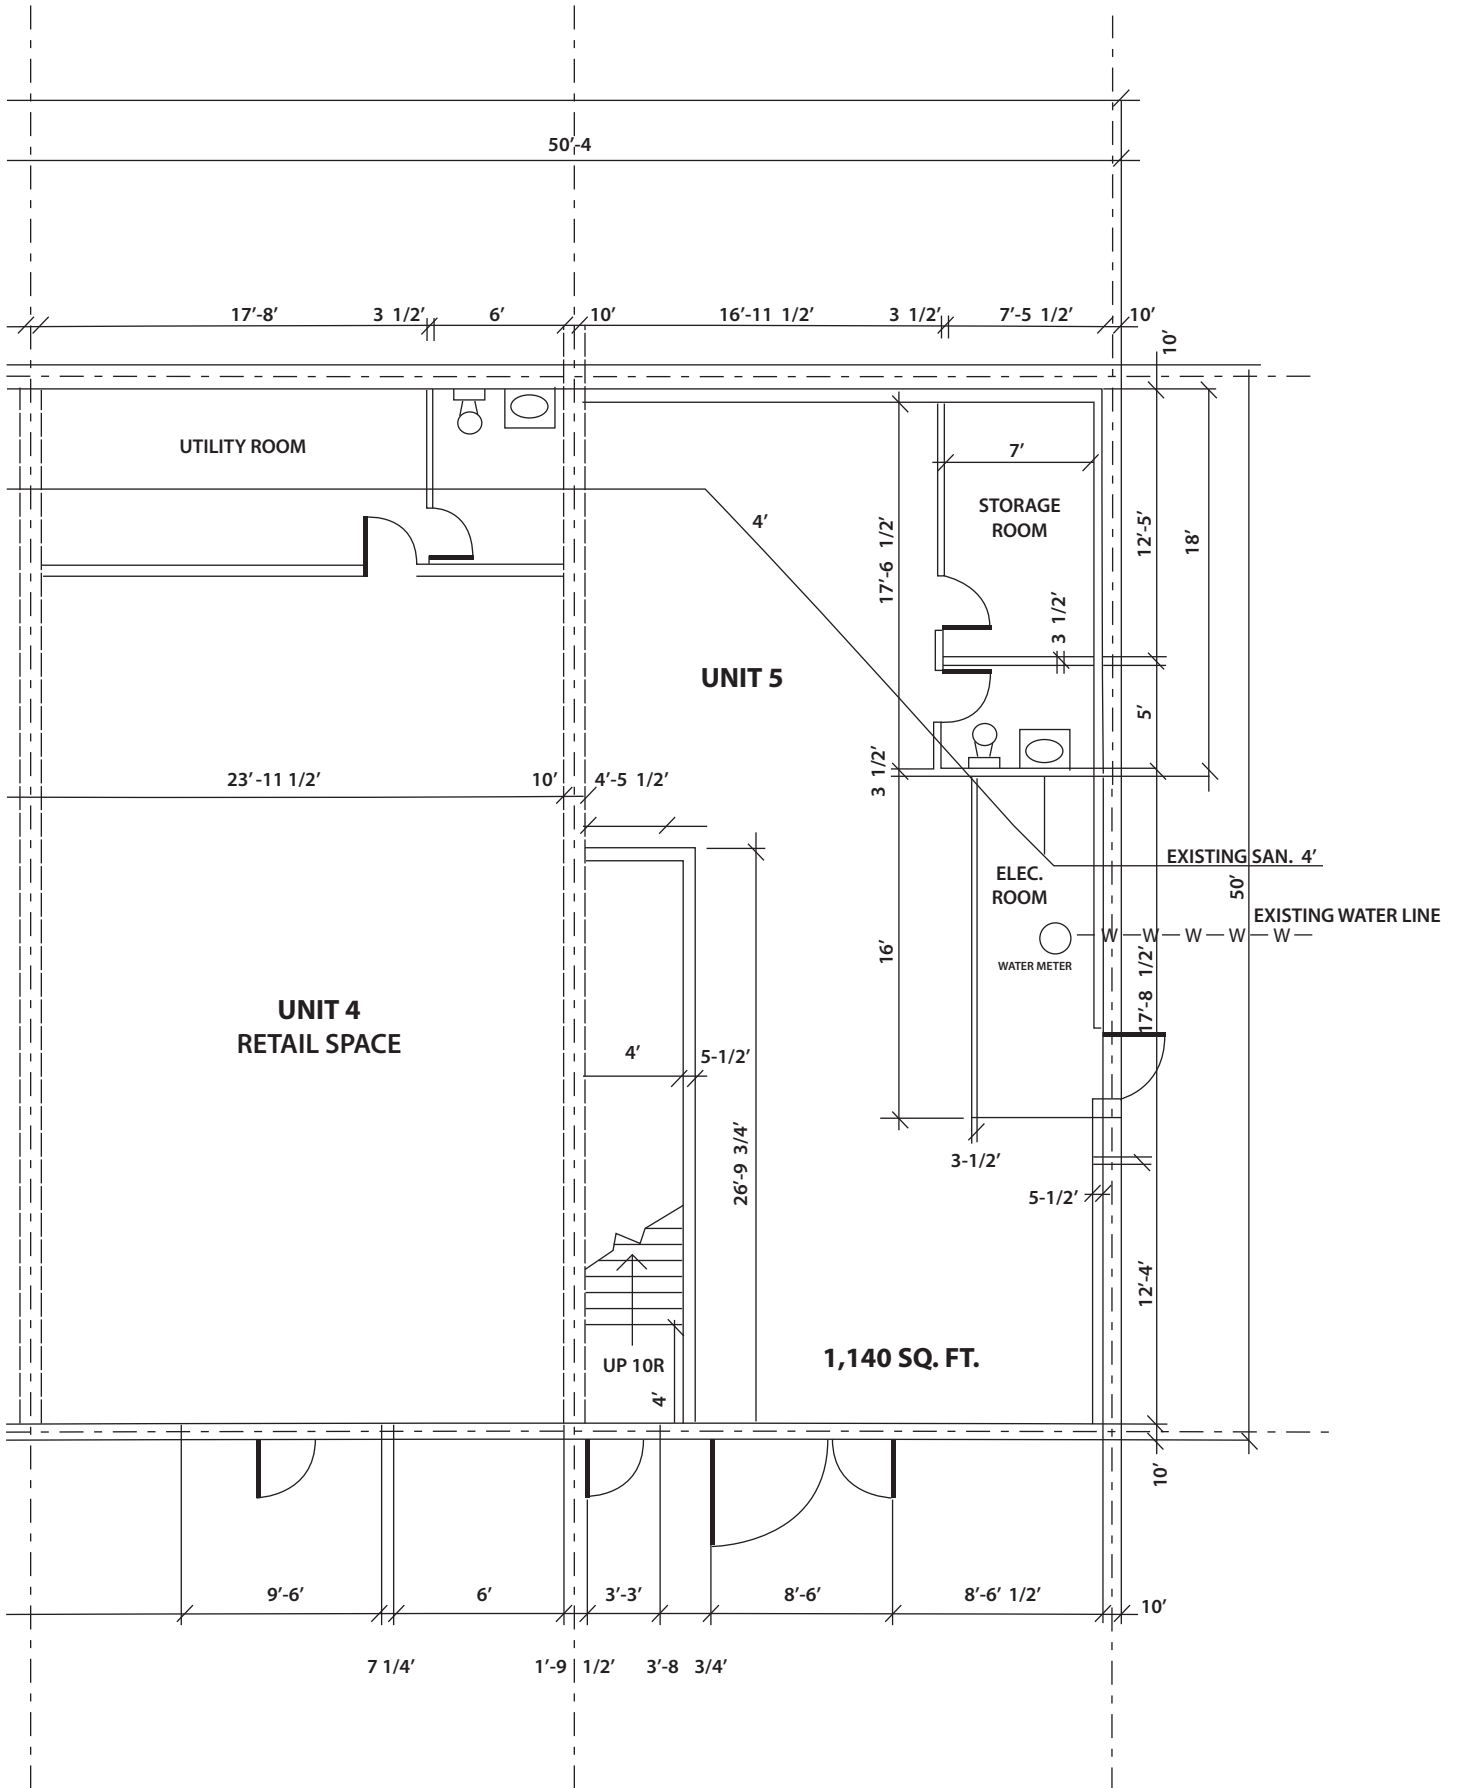 50'-4
17'-8'
3 1/2'
6'
10'
16'-11 1/2'
3 1/2'
7'-5 1/2'
10'
10'
UTILITY ROOM
7'
STORAGE
ROOM
4'
17'-6 1/2'
12'-5'
18'
3 1/2'
UNIT 5
5'
3 1/2'
23'-11 1/2'
10'
4'-5 1/2'
EXISTING SAN. 4'
ELEC.
ROOM
50'
EXISTING WATER LINE
W W W W W
16'
WATER METER
17'-8 1/2'
UNIT 4
RETAIL SPACE
4'
5-1/2'
26'-9 3/4'
3-1/2'
5-1/2'
12'-4'
1,140 SQ. FT.
UP 10R
4'
10'
9'-6'
6'
3'-3'
8'-6'
8'-6' 1/2'
10'
7 1/4'
1'-9 1/2'
3'-8 3/4'